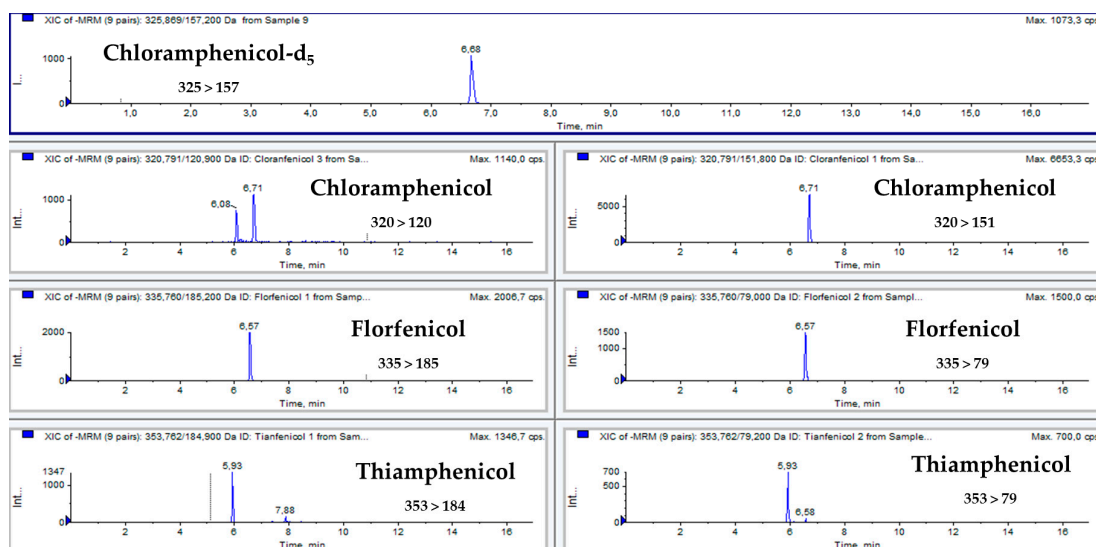 XIC of -MRM (9 pairs): 325,869/157,200 Da from Sample 9 Max. 1073,3 cps.
Chloramphenicol-d5
325 > 157
6,68
1000
0
1,0 2,0 3,0 4,0 5,0 6,0 7,0 8,0 9,0 10,0 11,0 12,0 13,0 14,0 15,0 16,0
Time, min
I...
XIC of -MRM (9 pairs): 320,791/120,900 Da ID: Cloranfenicol 3 from Sa... Max. 1140,0 cps.
Chloramphenicol
320 > 120
6,08
6,71
1000
0
2 4 6 8 10 12 14 16
Time, min
Int...
XIC of -MRM (9 pairs): 320,791/151,800 Da ID: Cloranfenicol 1 from Sa... Max. 6653,3 cps.
Chloramphenicol
320 > 151
6,71
5000
0
2 4 6 8 10 12 14 16
Time, min
Int...
XIC of -MRM (9 pairs): 335,760/185,200 Da ID: Florfenicol 1 from Samp... Max. 2006,7 cps.
Florfenicol
335 > 185
6,57
2000
0
2 4 6 8 10 12 14 16
Time, min
Int...
XIC of -MRM (9 pairs): 335,760/79,000 Da ID: Florfenicol 2 from Sampl... Max. 1500,0 cps.
Florfenicol
335 > 79
6,57
1500
1000
0
2 4 6 8 10 12 14 16
Time, min
Int...
XIC of -MRM (9 pairs): 353,762/184,900 Da ID: Tianfenicol 1 from Sam... Max. 1346,7 cps.
Thiamphenicol
353 > 184
5,93
7,88
1347
1000
0
2 4 6 8 10 12 14 16
Time, min
Int...
XIC of -MRM (9 pairs): 353,762/79,200 Da ID: Tianfenicol 2 from Sample... Max. 700,0 cps.
Thiamphenicol
353 > 79
5,93
6,58
700
500
0
2 4 6 8 10 12 14 16
Time, min
Int...